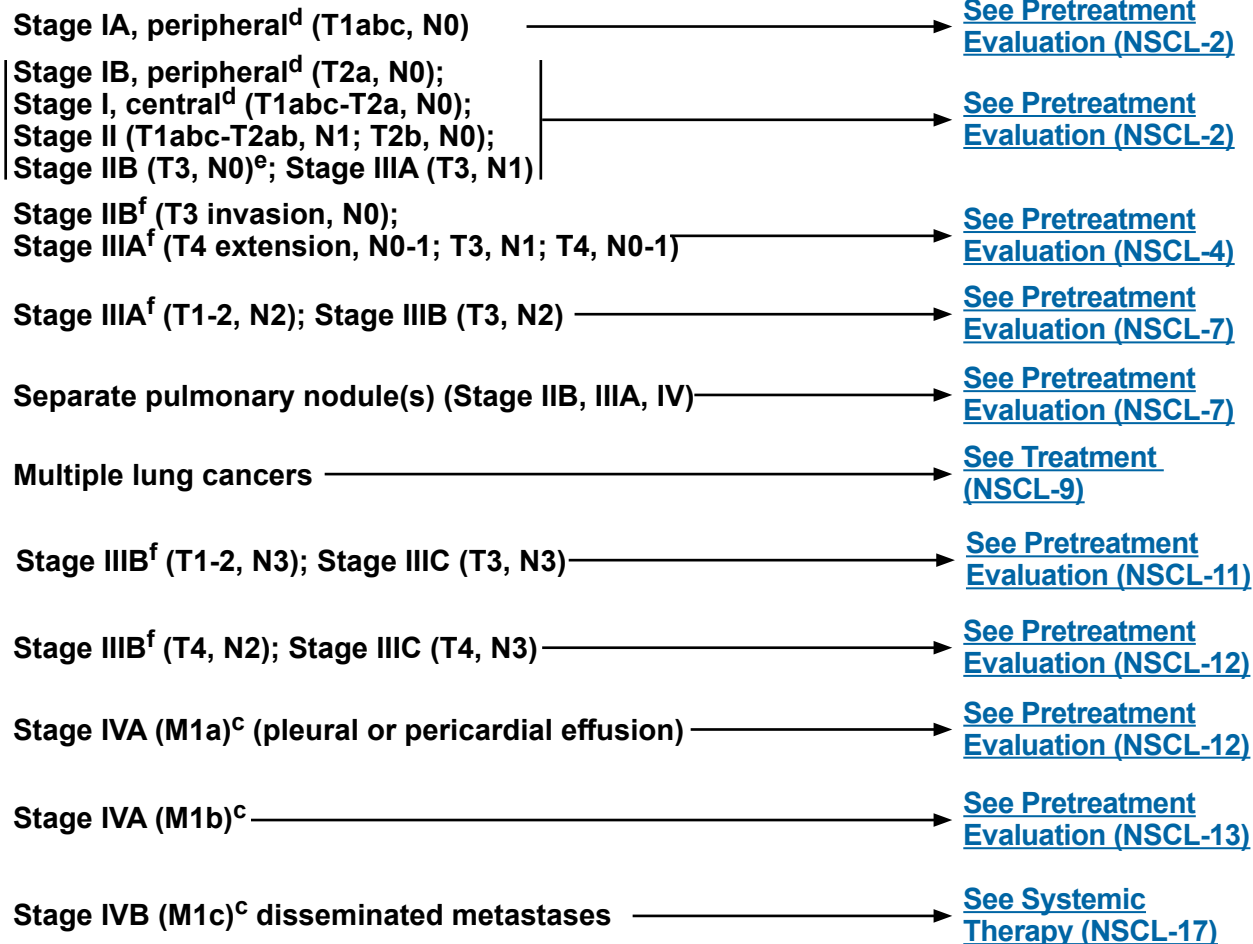 Stage IA, peripheral^d (T1abc, N0)
See Pretreatment
Evaluation (NSCL-2)
Stage IB, peripheral^d (T2a, N0);
Stage I, central^d (T1abc-T2a, N0);
Stage II (T1abc-T2ab, N1; T2b, N0);
Stage IIB (T3, N0)^e; Stage IIIA (T3, N1)
See Pretreatment
Evaluation (NSCL-2)
Stage IIB^f (T3 invasion, N0);
Stage IIIA^f (T4 extension, N0-1; T3, N1; T4, N0-1)
See Pretreatment
Evaluation (NSCL-4)
Stage IIIA^f (T1-2, N2); Stage IIIB (T3, N2)
See Pretreatment
Evaluation (NSCL-7)
Separate pulmonary nodule(s) (Stage IIB, IIIA, IV)
See Pretreatment
Evaluation (NSCL-7)
Multiple lung cancers
See Treatment
(NSCL-9)
Stage IIIB^f (T1-2, N3); Stage IIIC (T3, N3)
See Pretreatment
Evaluation (NSCL-11)
Stage IIIB^f (T4, N2); Stage IIIC (T4, N3)
See Pretreatment
Evaluation (NSCL-12)
Stage IVA (M1a)^c (pleural or pericardial effusion)
See Pretreatment
Evaluation (NSCL-12)
Stage IVA (M1b)^c
See Pretreatment
Evaluation (NSCL-13)
Stage IVB (M1c)^c disseminated metastases
See Systemic
Therapy (NSCL-17)